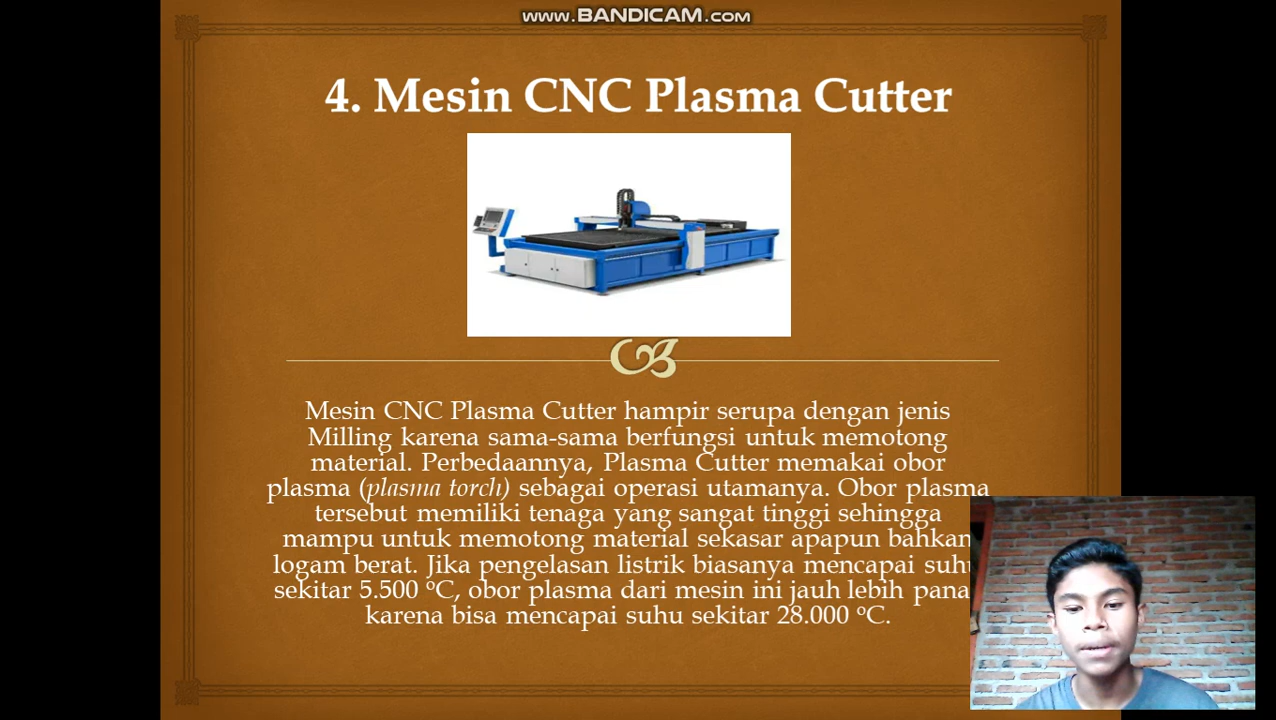 www.BANDICAM.com
4. Mesin CNC Plasma Cutter
Mesin CNC Plasma Cutter hampir serupa dengan jenis
Milling karena sama-sama berfungsi untuk memotong
material. Perbedaannya, Plasma Cutter memakai obor
plasma (plasma torch) sebagai operasi utamanya. Obor plasma
tersebut memiliki tenaga yang sangat tinggi sehingga
mampu untuk memotong material sekasar apapun bahkan
logam berat. Jika pengelasan listrik biasanya mencapai
sekitar 5.500 ºC, obor plasma dari mesin ini jauh lebih
karena bisa mencapai suhu sekitar 28.000 ºC.